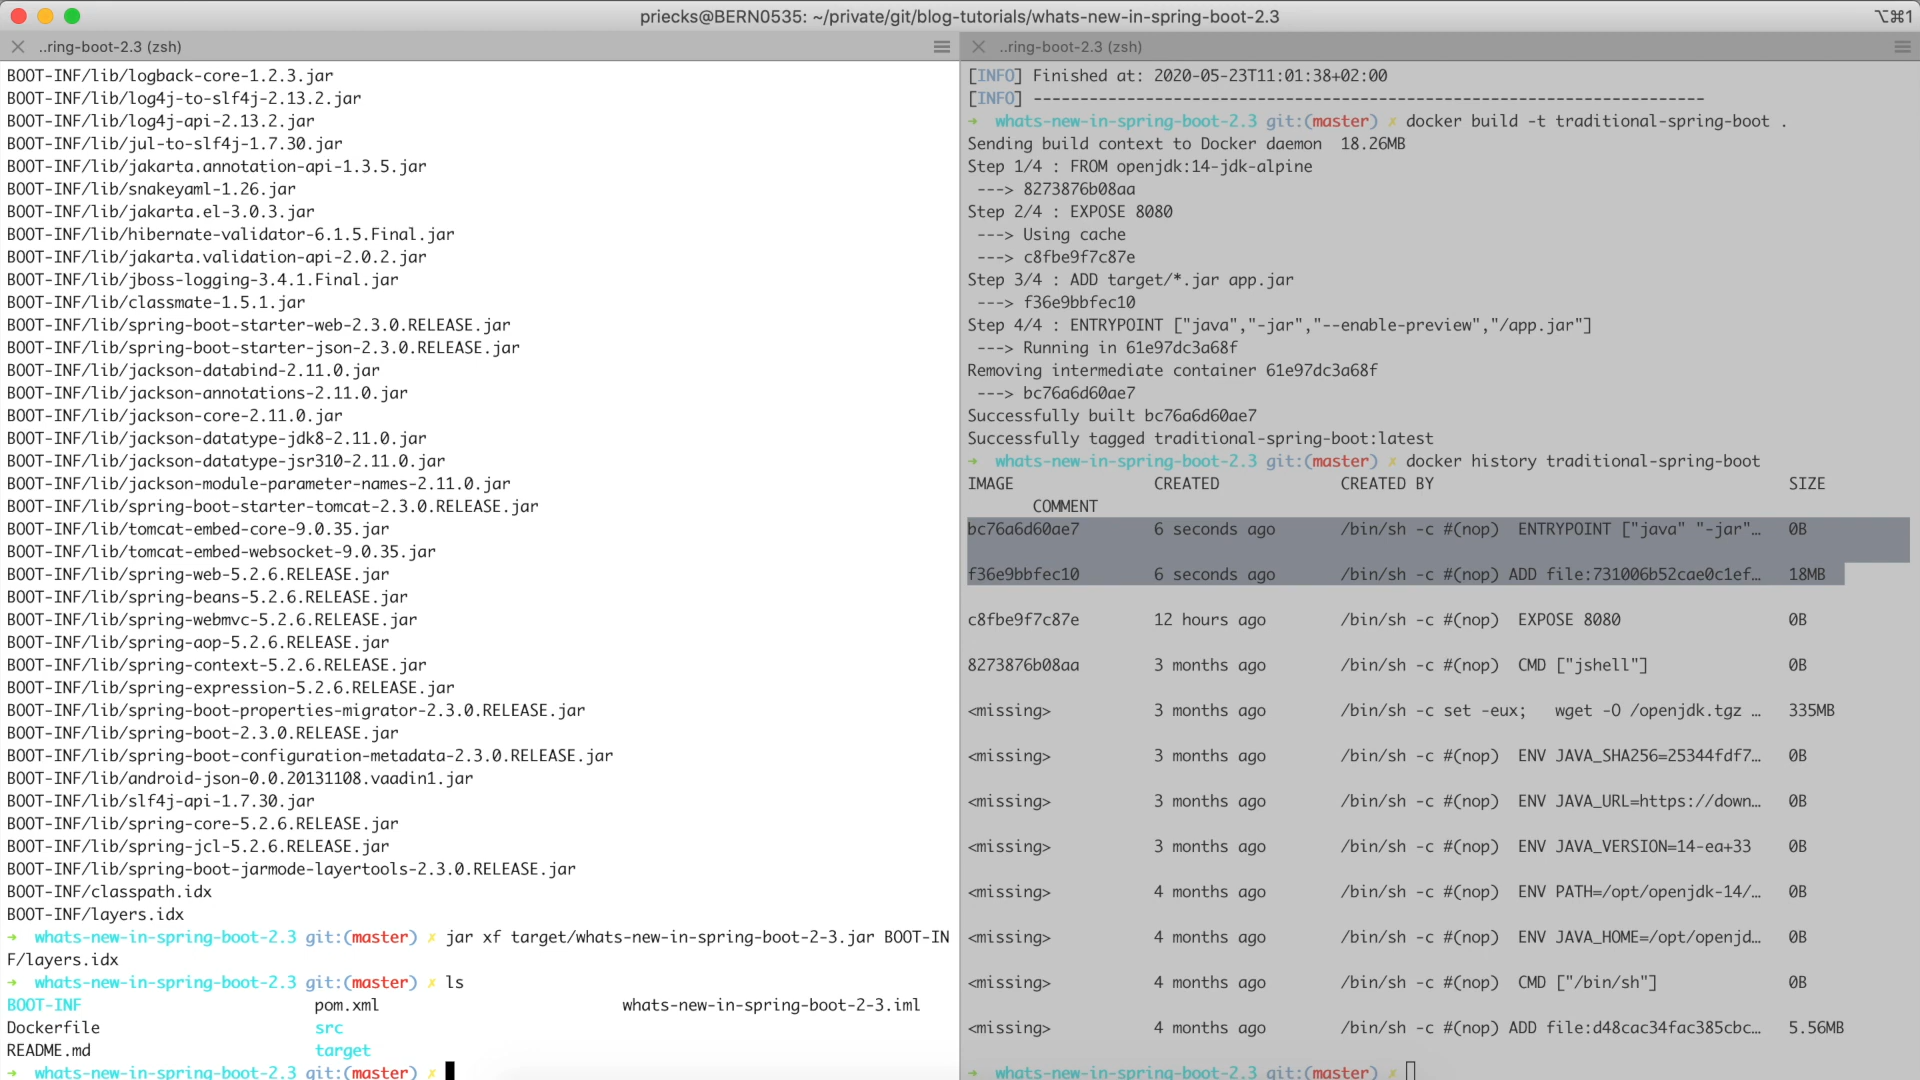 priecks@BERN0535: ~/private/git/blog-tutorials/whats-new-in-spring-boot-2.3
⌥⌘1
..ring-boot-2.3 (zsh)
BOOT-INF/lib/logback-core-1.2.3.jar
BOOT-INF/lib/log4j-to-slf4j-2.13.2.jar
BOOT-INF/lib/log4j-api-2.13.2.jar
BOOT-INF/lib/jul-to-slf4j-1.7.30.jar
BOOT-INF/lib/jakarta.annotation-api-1.3.5.jar
BOOT-INF/lib/snakeyaml-1.26.jar
BOOT-INF/lib/jakarta.el-3.0.3.jar
BOOT-INF/lib/hibernate-validator-6.1.5.Final.jar
BOOT-INF/lib/jakarta.validation-api-2.0.2.jar
BOOT-INF/lib/jboss-logging-3.4.1.Final.jar
BOOT-INF/lib/classmate-1.5.1.jar
BOOT-INF/lib/spring-boot-starter-web-2.3.0.RELEASE.jar
BOOT-INF/lib/spring-boot-starter-json-2.3.0.RELEASE.jar
BOOT-INF/lib/jackson-databind-2.11.0.jar
BOOT-INF/lib/jackson-annotations-2.11.0.jar
BOOT-INF/lib/jackson-core-2.11.0.jar
BOOT-INF/lib/jackson-datatype-jdk8-2.11.0.jar
BOOT-INF/lib/jackson-datatype-jsr310-2.11.0.jar
BOOT-INF/lib/jackson-module-parameter-names-2.11.0.jar
BOOT-INF/lib/spring-boot-starter-tomcat-2.3.0.RELEASE.jar
BOOT-INF/lib/tomcat-embed-core-9.0.35.jar
BOOT-INF/lib/tomcat-embed-websocket-9.0.35.jar
BOOT-INF/lib/spring-web-5.2.6.RELEASE.jar
BOOT-INF/lib/spring-beans-5.2.6.RELEASE.jar
BOOT-INF/lib/spring-webmvc-5.2.6.RELEASE.jar
BOOT-INF/lib/spring-aop-5.2.6.RELEASE.jar
BOOT-INF/lib/spring-context-5.2.6.RELEASE.jar
BOOT-INF/lib/spring-expression-5.2.6.RELEASE.jar
BOOT-INF/lib/spring-boot-properties-migrator-2.3.0.RELEASE.jar
BOOT-INF/lib/spring-boot-2.3.0.RELEASE.jar
BOOT-INF/lib/spring-boot-configuration-metadata-2.3.0.RELEASE.jar
BOOT-INF/lib/android-json-0.0.20131108.vaadin1.jar
BOOT-INF/lib/slf4j-api-1.7.30.jar
BOOT-INF/lib/spring-core-5.2.6.RELEASE.jar
BOOT-INF/lib/spring-jcl-5.2.6.RELEASE.jar
BOOT-INF/lib/spring-boot-jarmode-layertools-2.3.0.RELEASE.jar
BOOT-INF/classpath.idx
BOOT-INF/layers.idx
→ whats-new-in-spring-boot-2.3 git:(master) ✗ jar xf target/whats-new-in-spring-boot-2-3.jar BOOT-IN
F/layers.idx
→ whats-new-in-spring-boot-2.3 git:(master) ✗ ls
BOOT-INF pom.xml whats-new-in-spring-boot-2-3.iml
Dockerfile src
README.md target
→ whats-new-in-spring-boot-2.3 git:(master) ✗
..ring-boot-2.3 (zsh)
[INFO] Finished at: 2020-05-23T11:01:38+02:00
[INFO] ------------------------------------------------------------------------
→ whats-new-in-spring-boot-2.3 git:(master) ✗ docker build -t traditional-spring-boot .
Sending build context to Docker daemon 18.26MB
Step 1/4 : FROM openjdk:14-jdk-alpine
---> 8273876b08aa
Step 2/4 : EXPOSE 8080
---> Using cache
---> c8fbe9f7c87e
Step 3/4 : ADD target/*.jar app.jar
---> f36e9bbfec10
Step 4/4 : ENTRYPOINT ["java","-jar","--enable-preview","/app.jar"]
---> Running in 61e97dc3a68f
Removing intermediate container 61e97dc3a68f
---> bc76a6d60ae7
Successfully built bc76a6d60ae7
Successfully tagged traditional-spring-boot:latest
→ whats-new-in-spring-boot-2.3 git:(master) ✗ docker history traditional-spring-boot
IMAGE CREATED CREATED BY SIZE
COMMENT
bc76a6d60ae7 6 seconds ago /bin/sh -c #(nop) ENTRYPOINT ["java" "-jar"… 0B
f36e9bbfec10 6 seconds ago /bin/sh -c #(nop) ADD file:731006b52cae0c1ef… 18MB
c8fbe9f7c87e 12 hours ago /bin/sh -c #(nop) EXPOSE 8080 0B
8273876b08aa 3 months ago /bin/sh -c #(nop) CMD ["jshell"] 0B
<missing> 3 months ago /bin/sh -c set -eux; wget -O /openjdk.tgz … 335MB
<missing> 3 months ago /bin/sh -c #(nop) ENV JAVA_SHA256=25344fdf7… 0B
<missing> 3 months ago /bin/sh -c #(nop) ENV JAVA_URL=https://down… 0B
<missing> 3 months ago /bin/sh -c #(nop) ENV JAVA_VERSION=14-ea+33 0B
<missing> 4 months ago /bin/sh -c #(nop) ENV PATH=/opt/openjdk-14/… 0B
<missing> 4 months ago /bin/sh -c #(nop) ENV JAVA_HOME=/opt/openjd… 0B
<missing> 4 months ago /bin/sh -c #(nop) CMD ["/bin/sh"] 0B
<missing> 4 months ago /bin/sh -c #(nop) ADD file:d48cac34fac385cbc… 5.56MB
→ whats-new-in-spring-boot-2.3 git:(master) ✗